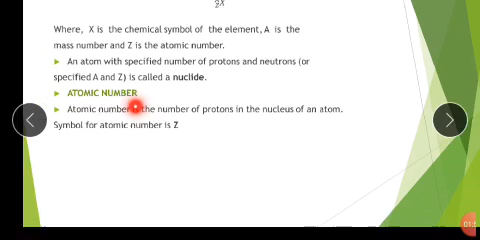 Where, X is the chemical symbol of the element, A is the
mass number and Z is the atomic number.
An atom with specified number of protons and neutrons (or
specified A and Z) is called a nuclide.
ATOMIC NUMBER
Atomic number the number of protons in the nucleus of an atom.
Symbol for atomic number is Z